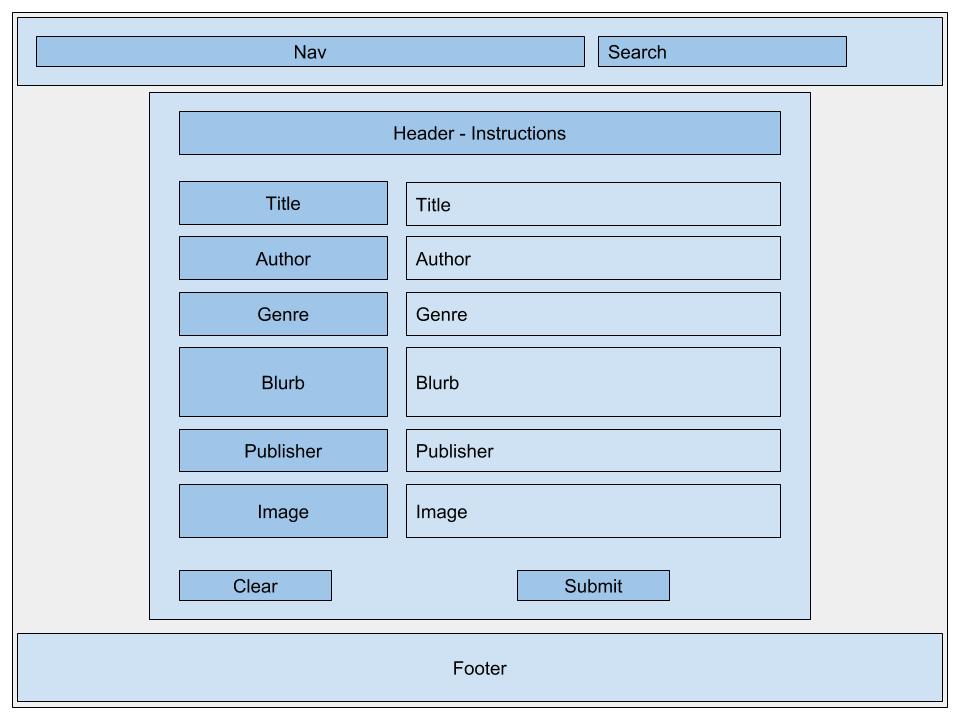 Nav
Search
Header - Instructions
Title
Title
Author
Author
Genre
Genre
Blurb
Blurb
Publisher
Publisher
Image
Image
Clear
Submit
Footer